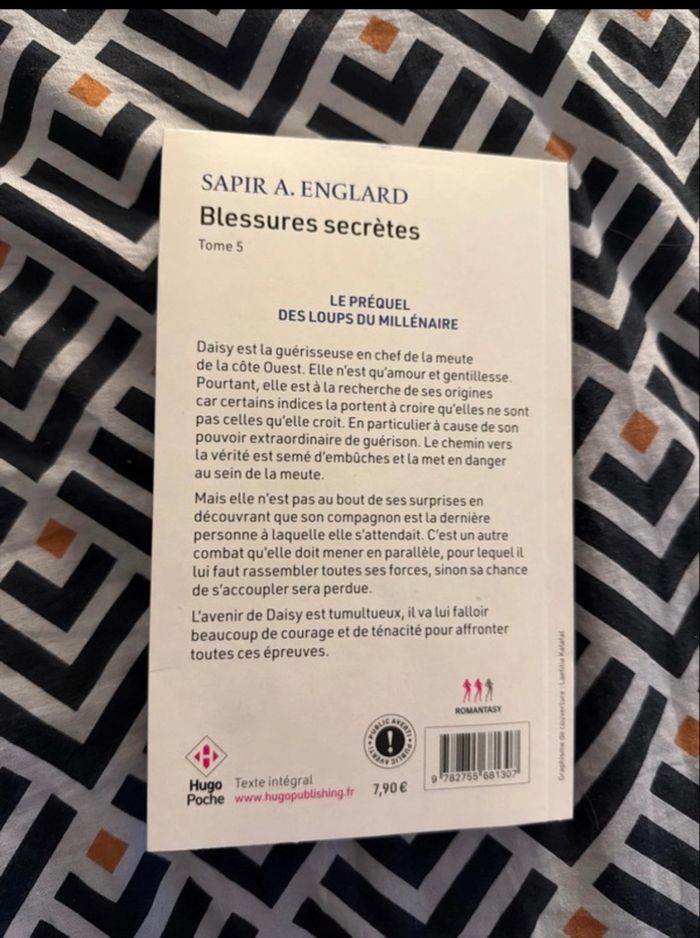 SAPIR A. ENGLARD
Blessures secrètes
Tome 5
LE PRÉQUEL
DES LOUPS DU MILLÉNAIRE
Daisy est la guérisseuse en chef de la meute
de la côte Ouest. Elle n'est qu'amour et gentillesse.
Pourtant, elle est à la recherche de ses origines
car certains indices la portent à croire qu'elles ne sont
pas celles qu'elle croit. En particulier à cause de son
pouvoir extraordinaire de guérison. Le chemin vers
la vérité est semé d'embûches et la met en danger
au sein de la meute.
Mais elle n'est pas au bout de ses surprises en
découvrant que son compagnon est la dernière
personne à laquelle elle s'attendait. C'est un autre
combat qu'elle doit mener en parallèle, pour lequel il
lui faut rassembler toutes ses forces, sinon sa chance
de s'accoupler sera perdue.
L'avenir de Daisy est tumultueux, il va lui falloir
beaucoup de courage et de ténacité pour affronter
toutes ces épreuves.
ROMANTASY
PUBLIC AVERTI • PUBLIC AVERTI •
Hugo
Poche
Texte intégral
www.hugopublishing.fr
7,90 €
9 782755 681307
Graphisme de couverture : Laetitia Kalafat